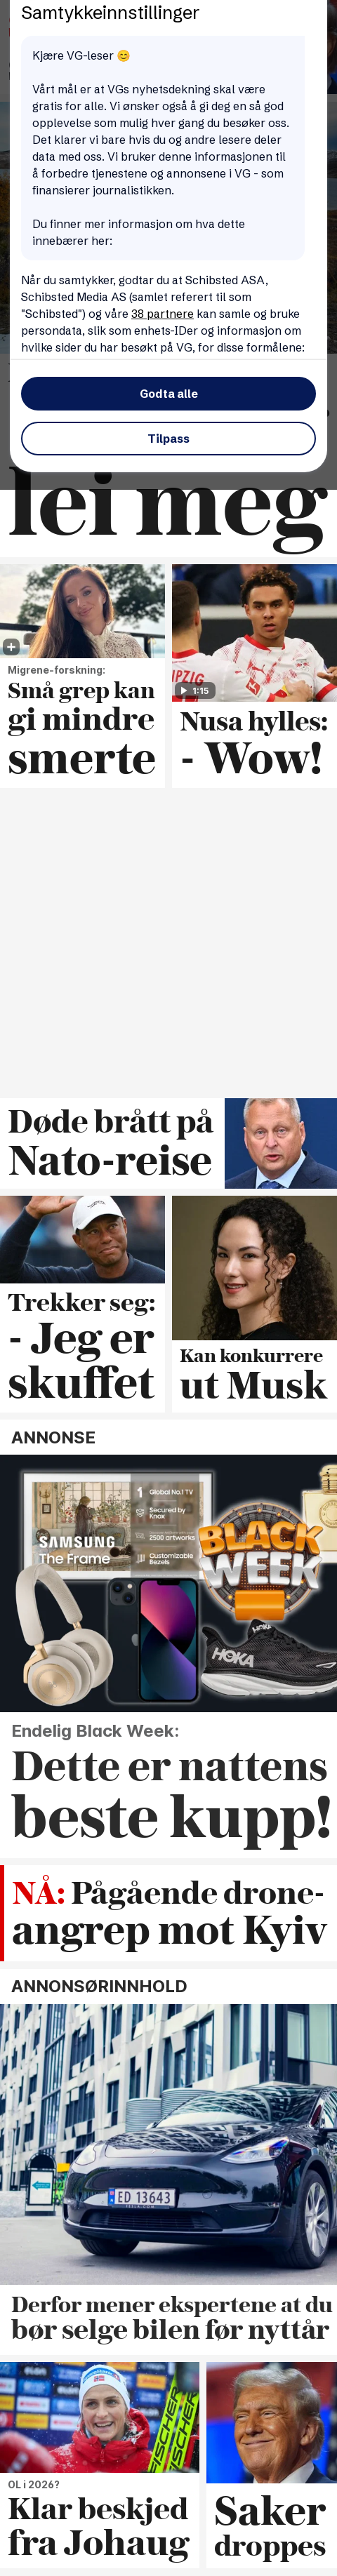 Samtykkeinnstillinger
Kjære VG-leser 😊
Vårt mål er at VGs nyhetsdekning skal være
gratis for alle. Vi ønsker også å gi deg en så god
opplevelse som mulig hver gang du besøker oss.
Det klarer vi bare hvis du og andre lesere deler
data med oss. Vi bruker denne informasjonen til
å forbedre tjenestene og annonsene i VG - som
finansierer journalistikken.
Du finner mer informasjon om hva dette
innebærer her:
Når du samtykker, godtar du at Schibsted ASA,
Schibsted Media AS (samlet referert til som
"Schibsted") og våre 38 partnere kan samle og bruke
persondata, slik som enhets-IDer og informasjon om
hvilke sider du har besøkt på VG, for disse formålene:
Godta alle
Tilpass
lei meg
Migrene-forskning:
Små grep kan
gi mindre
smerte
1:15
Nusa hylles:
- Wow!
Døde brått på
Nato-reise
Trekker seg:
- Jeg er
skuffet
Kan konkurrere
ut Musk
ANNONSE
SAMSUNG
The Frame
1 Global No.1 TV
Secured by
Knox
2500 artworks
Customizable
Bezels
BLACK
WEEK
HOKA
Endelig Black Week:
Dette er nattens
beste kupp!
NÅ: Pågående drone-
angrep mot Kyiv
ANNONSØRINNHOLD
ED 13643
Derfor mener ekspertene at du
bør selge bilen før nyttår
FISCHER
OL i 2026?
Klar beskjed
fra Johaug
Saker
droppes